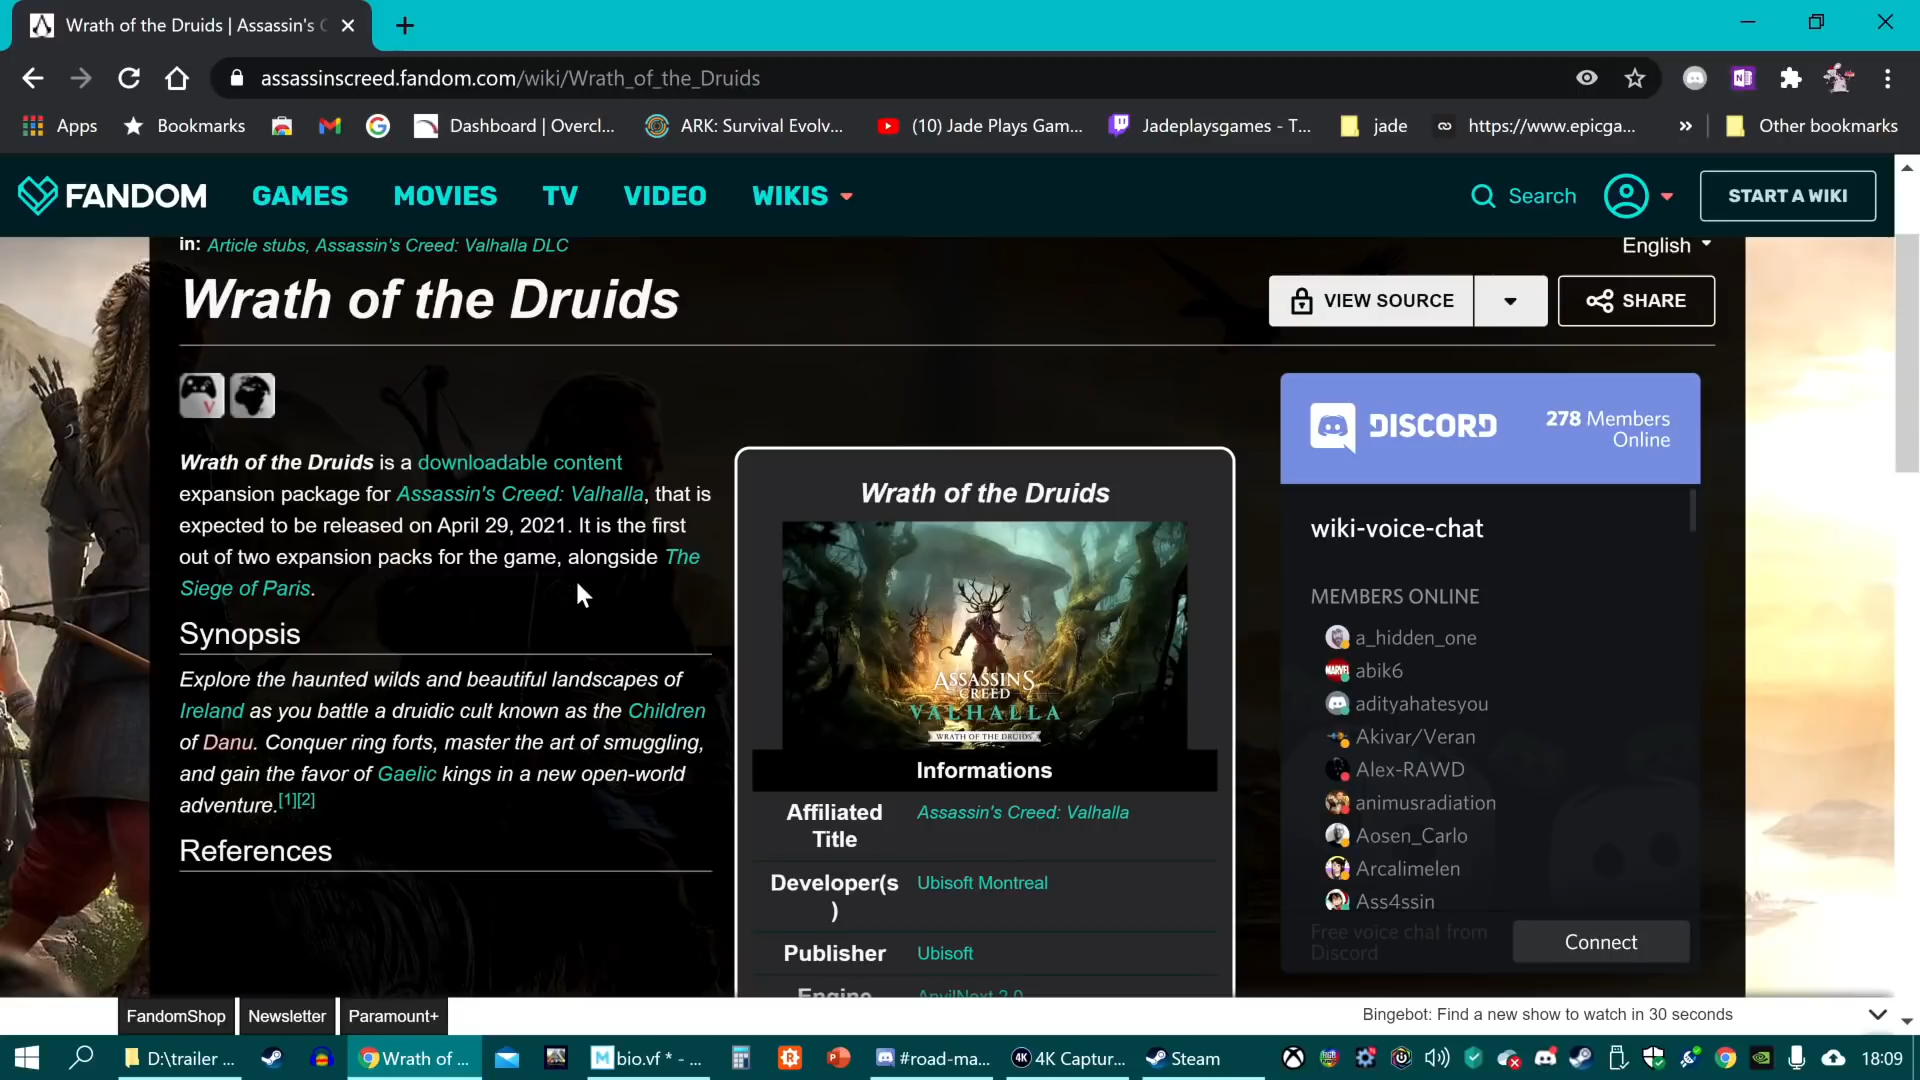 Wrath of the Druids | Assassin's C
assassinscreed.fandom.com/wiki/Wrath_of_the_Druids
Apps
Bookmarks
Dashboard | Overcl...
ARK: Survival Evolv...
(10) Jade Plays Gam...
Jadeplaysgames - T...
jade
https://www.epicga...
Other bookmarks
FANDOM
GAMES
MOVIES
TV
VIDEO
WIKIS
Search
START A WIKI
in: Article stubs, Assassin's Creed: Valhalla DLC
English
Wrath of the Druids
VIEW SOURCE
SHARE
Wrath of the Druids is a downloadable content
expansion package for Assassin's Creed: Valhalla, that is
expected to be released on April 29, 2021. It is the first
out of two expansion packs for the game, alongside The
Siege of Paris.
Synopsis
Explore the haunted wilds and beautiful landscapes of
Ireland as you battle a druidic cult known as the Children
of Danu. Conquer ring forts, master the art of smuggling,
and gain the favor of Gaelic kings in a new open-world
adventure.[1][2]
References
Wrath of the Druids
ASSASSIN'S
CREED
VALHALLA
WRATH OF THE DRUIDS
Informations
Affiliated
Title
Assassin's Creed: Valhalla
Developer(s
)
Ubisoft Montreal
Publisher
Ubisoft
Engine
AnvilNext 2.0
DISCORD
278 Members
Online
wiki-voice-chat
MEMBERS ONLINE
a_hidden_one
abik6
adityahatesyou
Akivar/Veran
Alex-RAWD
animusradiation
Aosen_Carlo
Arcalimelen
Ass4ssin
Free voice chat from
Discord
Connect
FandomShop
Newsletter
Paramount+
Bingebot: Find a new show to watch in 30 seconds
D:\trailer ...
Wrath of ...
bio.vf * - ...
#road-ma...
4K Captur...
Steam
18:09